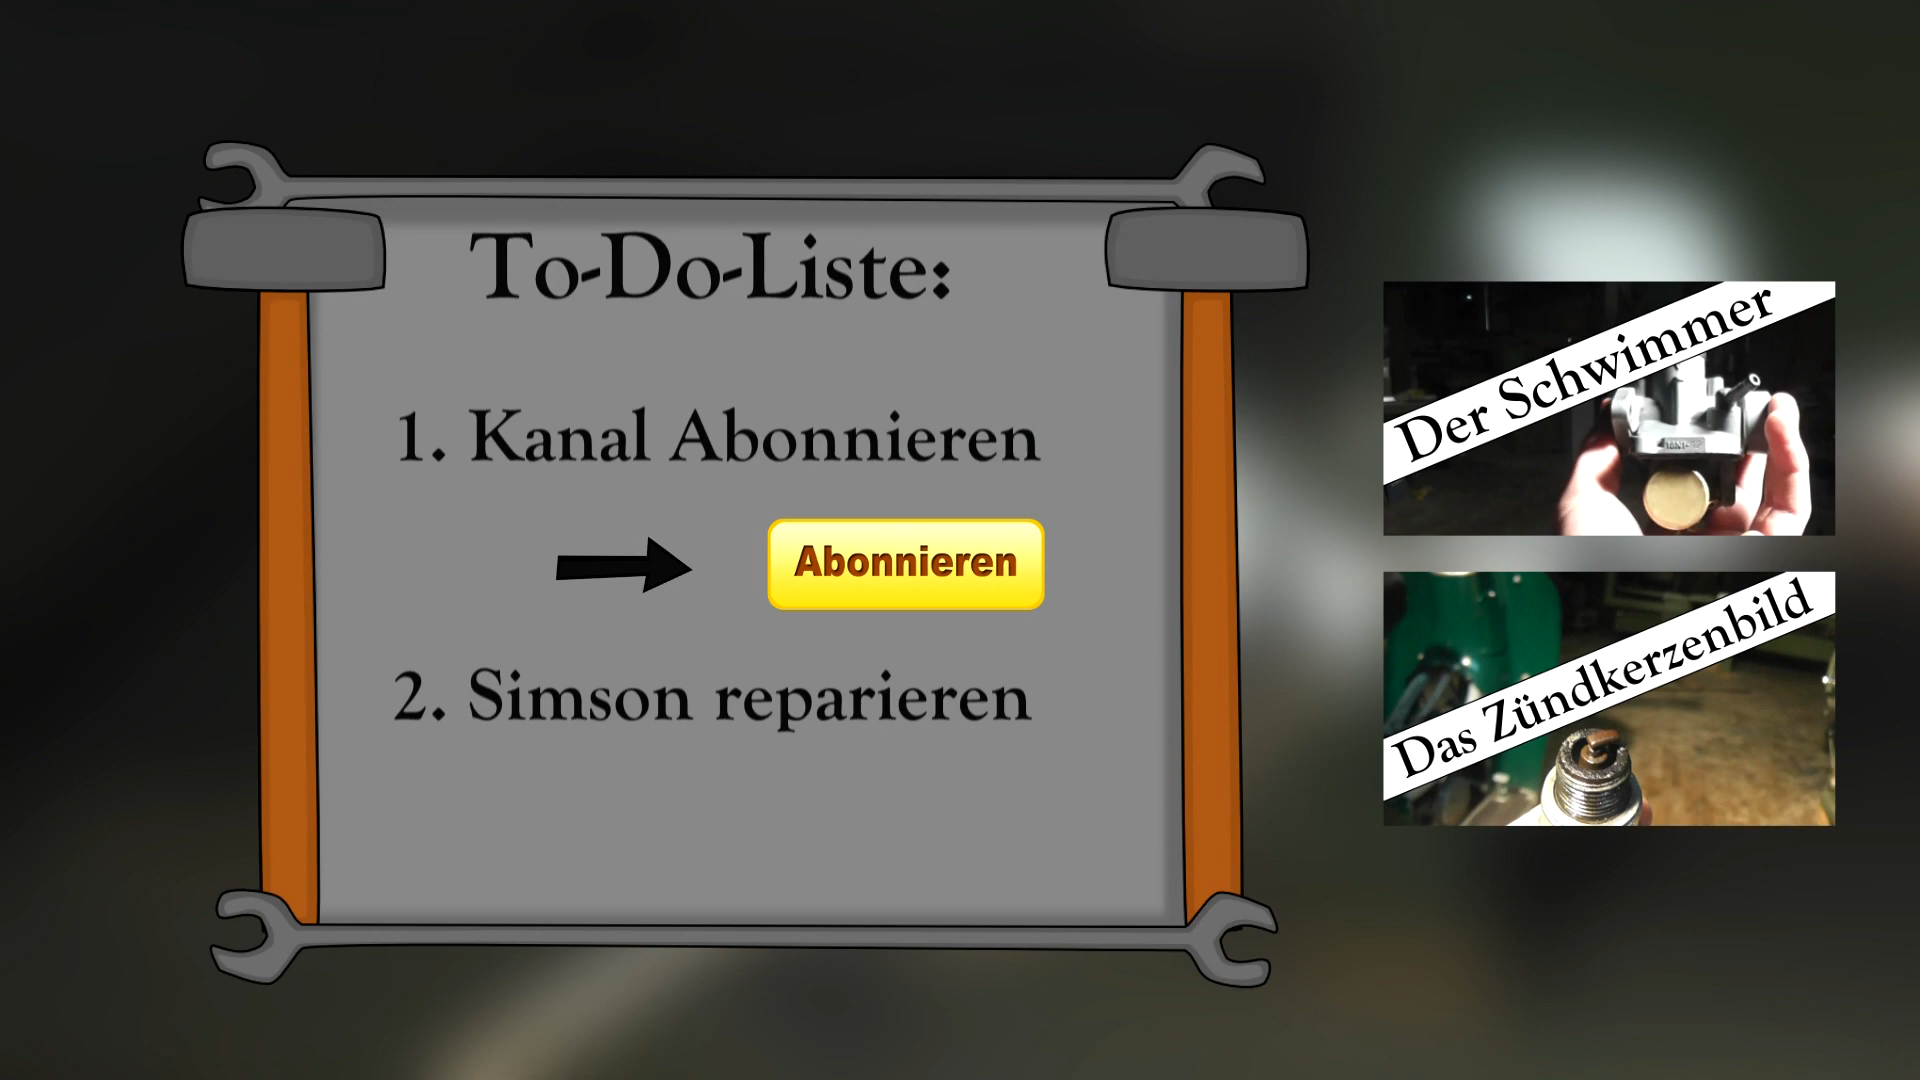 To-Do-Liste:
1. Kanal Abonnieren
Abonnieren
2. Simson reparieren
Der Schwimmer
Das Zündkerzenbild